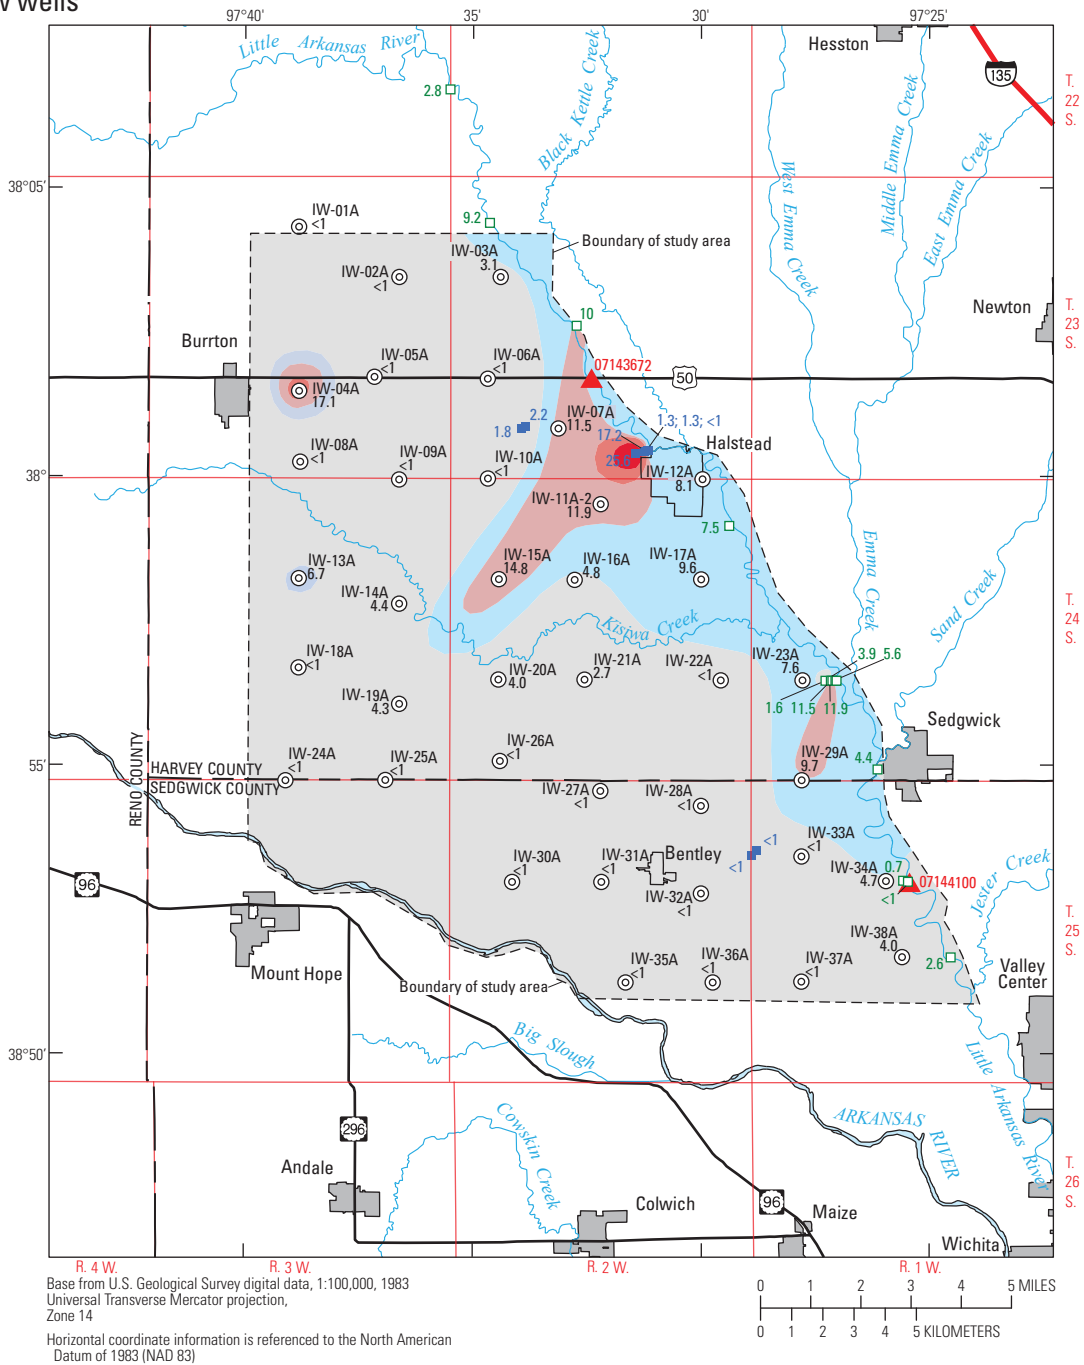 97°40′
35′
30′
97°25′
Little Arkansas River
Black Kettle Creek
Hesston
135
T.
22
S.
2.8
West Emma Creek
Middle Emma Creek
East Emma Creek
38°05′
IW-01A
<1
9.2
Boundary of study area
IW-03A
3.1
IW-02A
<1
10
Newton
T.
23
S.
Burrton
IW-05A
<1
IW-06A
<1
07143672
50
IW-04A
17.1
2.2
1.8
IW-07A
11.5
1.3; 1.3; <1
17.2
25.6
Halstead
IW-08A
<1
IW-09A
<1
IW-10A
<1
IW-12A
8.1
38°
IW-11A-2
11.9
7.5
IW-13A
6.7
IW-14A
4.4
IW-15A
14.8
IW-16A
4.8
IW-17A
9.6
Emma Creek
Sand Creek
T.
24
S.
Kisiwa Creek
IW-18A
<1
IW-19A
4.3
IW-20A
4.0
IW-21A
2.7
IW-22A
<1
IW-23A
7.6
3.9
5.6
1.6
11.5
11.9
Sedgwick
IW-24A
<1
IW-25A
<1
IW-26A
<1
IW-29A
9.7
4.4
55′
RENO COUNTY
HARVEY COUNTY
SEDGWICK COUNTY
IW-27A
<1
IW-28A
<1
IW-33A
<1
<1
<1
96
IW-30A
<1
IW-31A
<1
Bentley
IW-32A
<1
IW-34A
4.7
0.7
<1
07144100
Jester Creek
T.
25
S.
Mount Hope
IW-35A
<1
IW-36A
<1
IW-37A
<1
IW-38A
4.0
2.6
Valley
Center
Boundary of study area
38°50′
Big Slough
Little Arkansas River
ARKANSAS
RIVER
296
Cowskin Creek
Andale
Colwich
96
Maize
Wichita
T.
26
S.
R. 4 W.
R. 3 W.
R. 2 W.
R. 1 W.
Base from U.S. Geological Survey digital data, 1:100,000, 1983
Universal Transverse Mercator projection,
Zone 14
Horizontal coordinate information is referenced to the North American
Datum of 1983 (NAD 83)
0 1 2 3 4 5 MILES
0 1 2 3 4 5 KILOMETERS